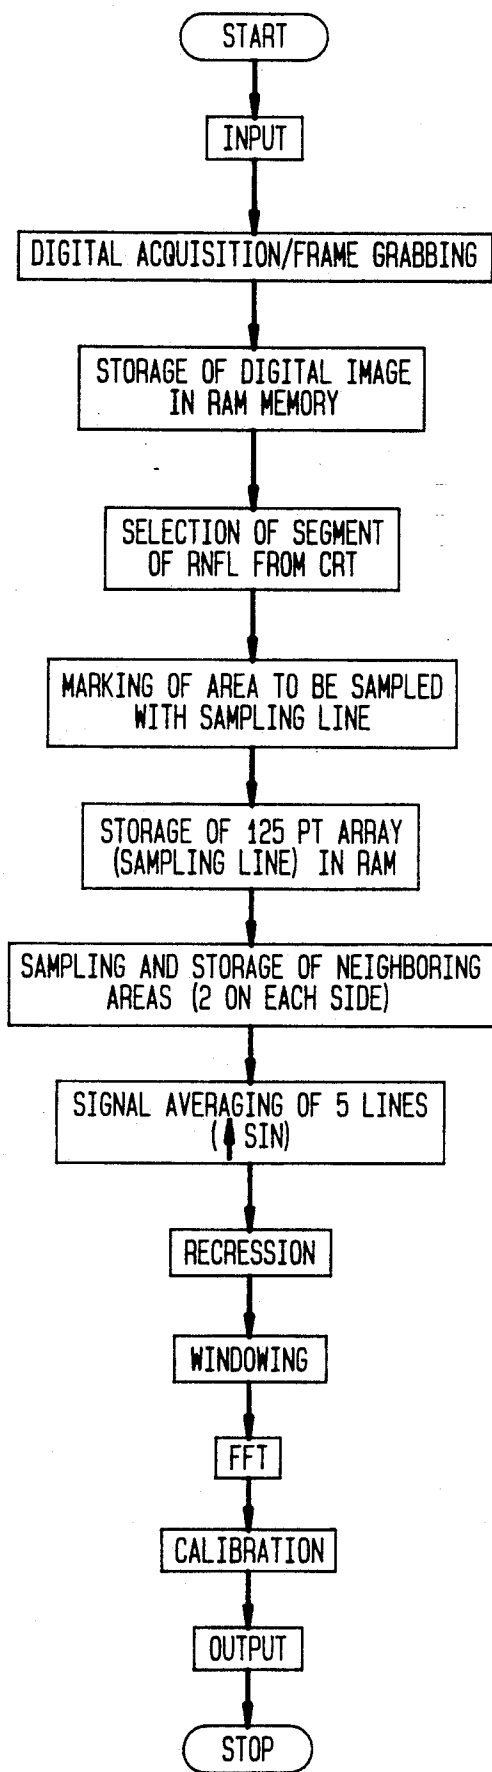 START
INPUT
DIGITAL ACQUISITION/FRAME GRABBING
STORAGE OF DIGITAL IMAGE
IN RAM MEMORY
SELECTION OF SEGMENT
OF RNFL FROM CRT
MARKING OF AREA TO BE SAMPLED
WITH SAMPLING LINE
STORAGE OF 125 PT ARRAY
(SAMPLING LINE) IN RAM
SAMPLING AND STORAGE OF NEIGHBORING
AREAS (2 ON EACH SIDE)
SIGNAL AVERAGING OF 5 LINES
(↑ SIN)
RECRESSION
WINDOWING
FFT
CALIBRATION
OUTPUT
STOP